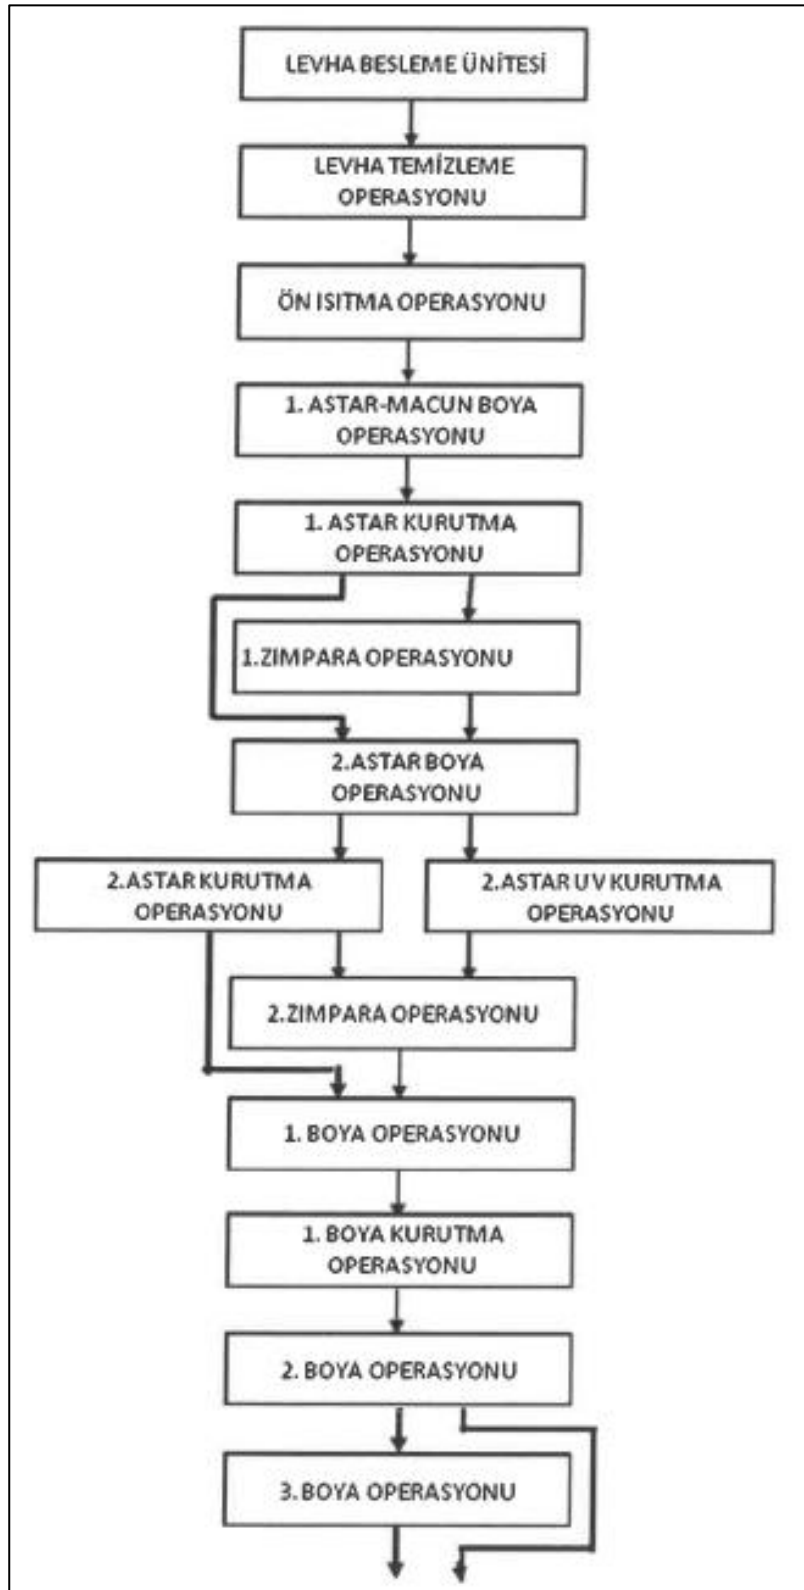 LEVHA BESLEME ÜNİTESİ
LEVHA TEMİZLEME
OPERASYONU
ÖN ISITMA OPERASYONU
1. ASTAR-MACUN BOYA
OPERASYONU
1. ASTAR KURUTMA
OPERASYONU
1.ZIMPARA OPERASYONU
2.ASTAR BOYA
OPERASYONU
2.ASTAR KURUTMA
OPERASYONU
2.ASTAR UV KURUTMA
OPERASYONU
2.ZIMPARA OPERASYONU
1. BOYA OPERASYONU
1. BOYA KURUTMA
OPERASYONU
2. BOYA OPERASYONU
3. BOYA OPERASYONU